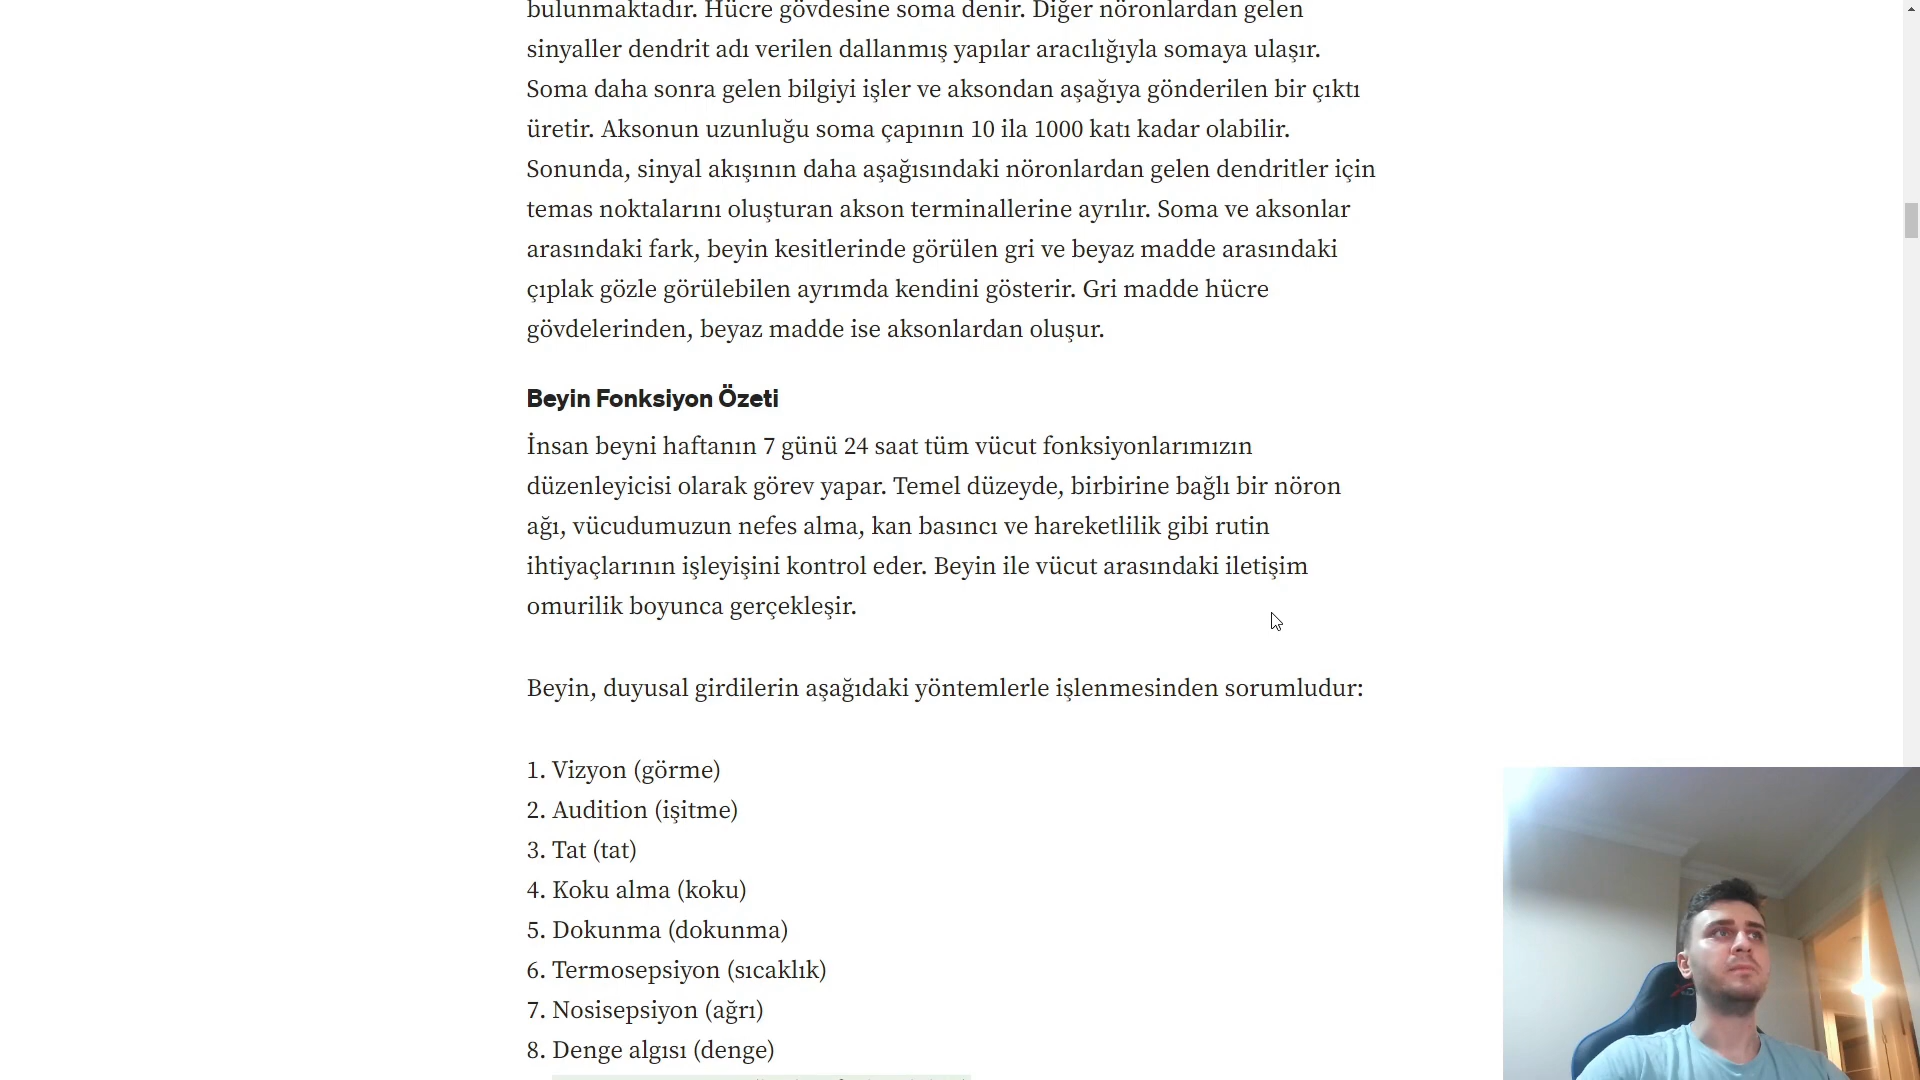 bulunmaktadır. Hücre gövdesine soma denir. Diğer nöronlardan gelen
sinyaller dendrit adı verilen dallanmış yapılar aracılığıyla somaya ulaşır.
Soma daha sonra gelen bilgiyi işler ve aksondan aşağıya gönderilen bir çıktı
üretir. Aksonun uzunluğu soma çapının 10 ila 1000 katı kadar olabilir.
Sonunda, sinyal akışının daha aşağısındaki nöronlardan gelen dendritler için
temas noktalarını oluşturan akson terminallerine ayrılır. Soma ve aksonlar
arasındaki fark, beyin kesitlerinde görülen gri ve beyaz madde arasındaki
çıplak gözle görülebilen ayrımda kendini gösterir. Gri madde hücre
gövdelerinden, beyaz madde ise aksonlardan oluşur.
Beyin Fonksiyon Özeti
İnsan beyni haftanın 7 günü 24 saat tüm vücut fonksiyonlarımızın
düzenleyicisi olarak görev yapar. Temel düzeyde, birbirine bağlı bir nöron
ağı, vücudumuzun nefes alma, kan basıncı ve hareketlilik gibi rutin
ihtiyaçlarının işleyişini kontrol eder. Beyin ile vücut arasındaki iletişim
omurilik boyunca gerçekleşir.
Beyin, duyusal girdilerin aşağıdaki yöntemlerle işlenmesinden sorumludur:
1. Vizyon (görme)
2. Audition (işitme)
3. Tat (tat)
4. Koku alma (koku)
5. Dokunma (dokunma)
6. Termosepsiyon (sıcaklık)
7. Nosisepsiyon (ağrı)
8. Denge algısı (denge)